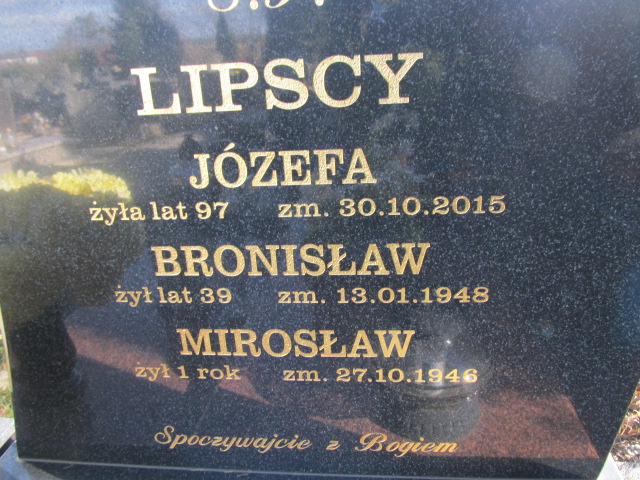 LIPSCY
JÓZEFA
żyła lat 97 zm. 30.10.2015
BRONISŁAW
żył lat 39 zm. 13.01.1948
MIROSŁAW
żył 1 rok zm. 27.10.1946
Spoczywajcie z Bogiem